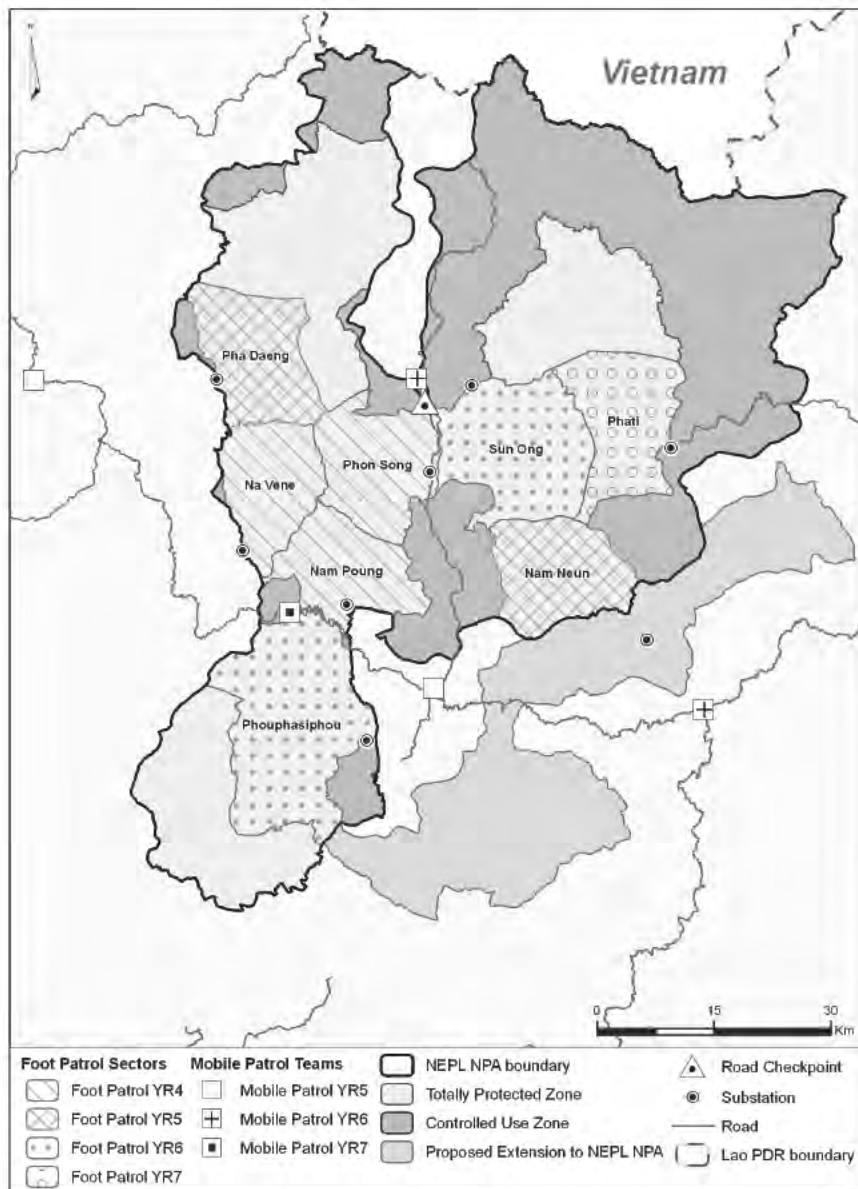 N
Vietnam
Pha Daeng
Phati
Sun Ong
Phon Song
Na Vene
Nam Poung
Nam Neun
Phouphasiphou
0 15 30
Km
Foot Patrol Sectors
Foot Patrol YR4
Foot Patrol YR5
Foot Patrol YR6
Foot Patrol YR7
Mobile Patrol Teams
Mobile Patrol YR5
Mobile Patrol YR6
Mobile Patrol YR7
NEPL NPA boundary
Totally Protected Zone
Controlled Use Zone
Proposed Extension to NEPL NPA
Road Checkpoint
Substation
Road
Lao PDR boundary